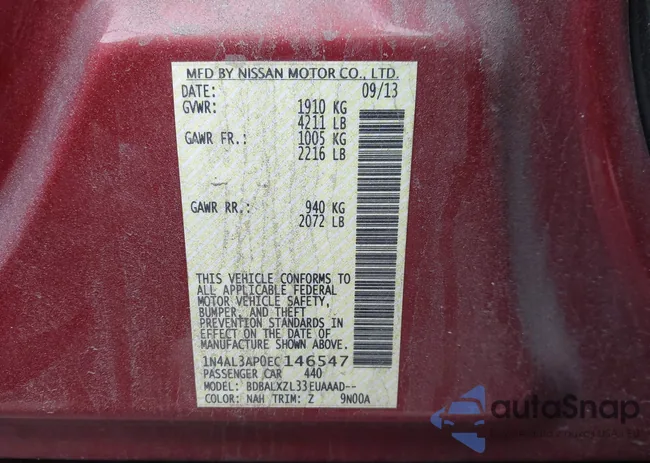 MFD BY NISSAN MOTOR CO., LTD.
DATE: 09/13
GVWR: 1910 KG
4211 LB
GAWR FR.: 1005 KG
2216 LB
GAWR RR.: 940 KG
2072 LB
THIS VEHICLE CONFORMS TO
ALL APPLICABLE FEDERAL
MOTOR VEHICLE SAFETY,
BUMPER, AND THEFT
PREVENTION STANDARDS IN
EFFECT ON THE DATE OF
MANUFACTURE SHOWN ABOVE.
1N4AL3AP0EC146547
PASSENGER CAR 440
MODEL: BDBALXZL33EUAAAD--
COLOR: NAH TRIM: Z 9N00A
autoSnap